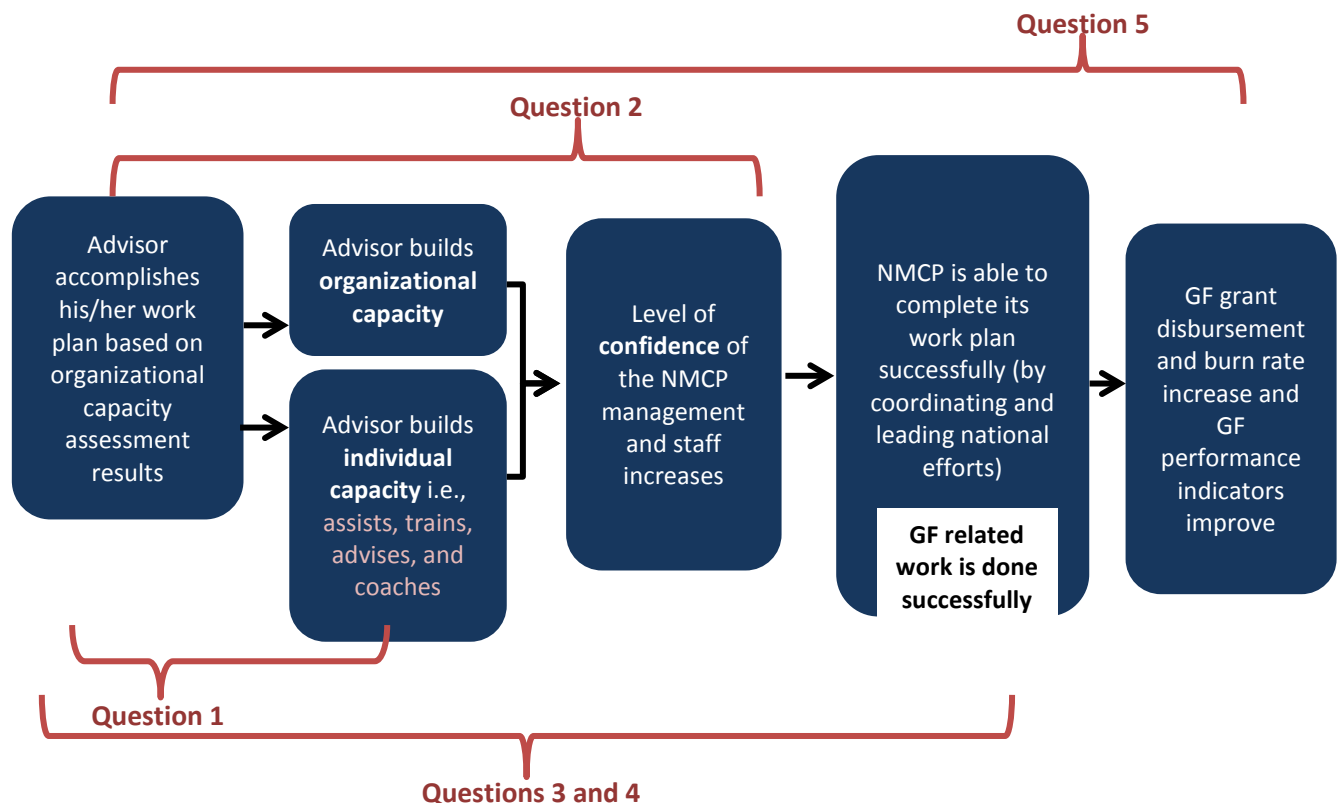 Question 5
Question 2
Advisor
accomplishes
his/her work
plan based on
organizational
capacity
assessment
results
Advisor builds
organizational
capacity
Advisor builds
individual
capacity i.e.,
assists, trains,
advises, and
coaches
Level of
confidence of
the NMCP
management
and staff
increases
NMCP is able to
complete its
work plan
successfully (by
coordinating and
leading national
efforts)
GF related
work is done
successfully
GF grant
disbursement
and burn rate
increase and
GF
performance
indicators
improve
Question 1
Questions 3 and 4